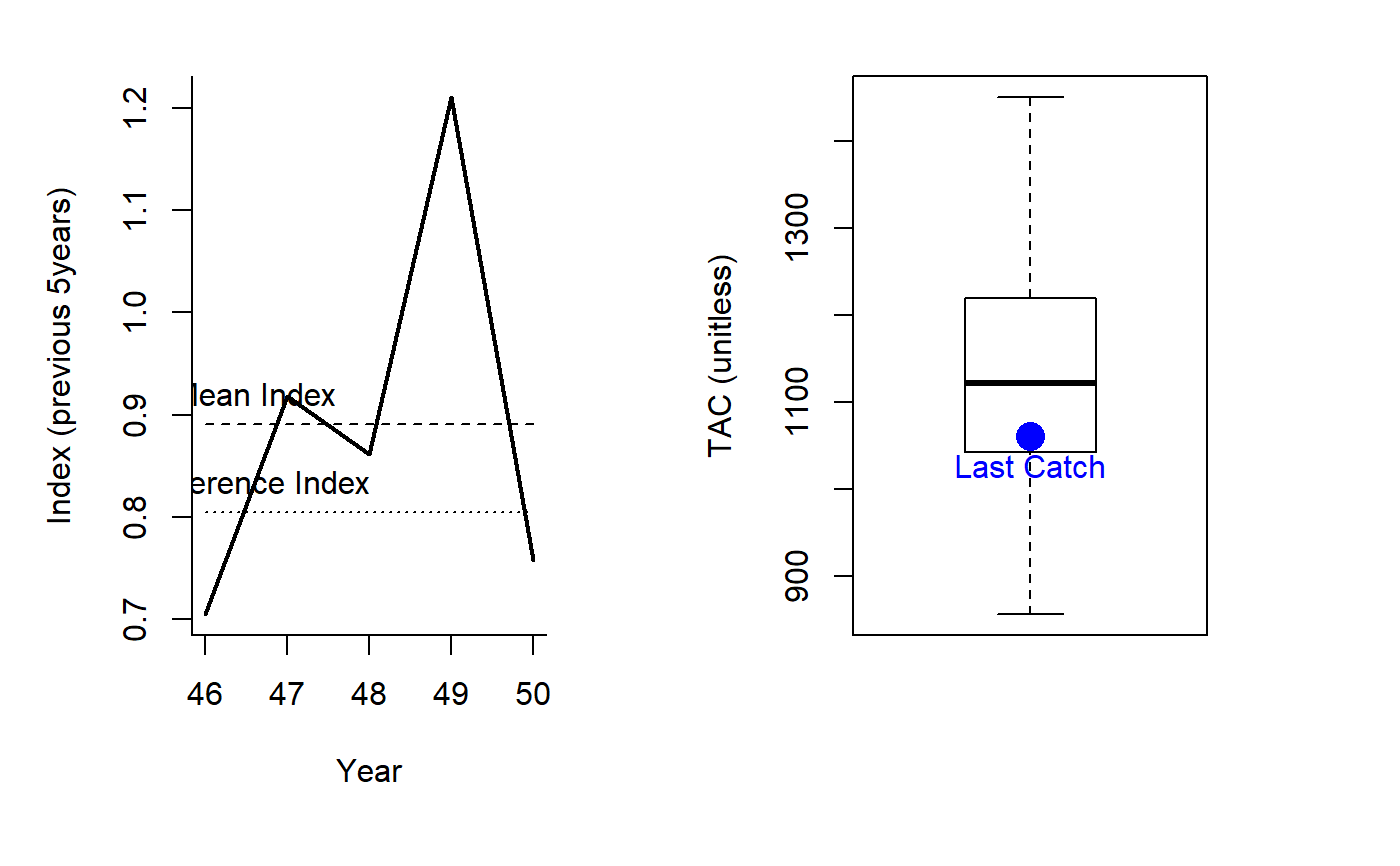 Index (previous 5years)
1.2
1.1
1.0
0.9
0.8
0.7
Mean Index
erence Index
46 47 48 49 50
Year
TAC (unitless)
1300
1100
900
Last Catch